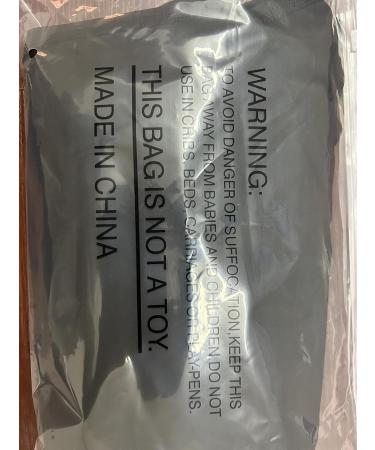 WARNING:
TO AVOID DANGER OF SUFFOCATION,KEEP THIS
BAG AWAY FROM BABIES AND CHILDREN DO NOT
USE IN CRIBS, BEDS, CARRIAGES OR PLAY-PENS.
THIS BAG IS NOT A TOY.
MADE IN CHINA